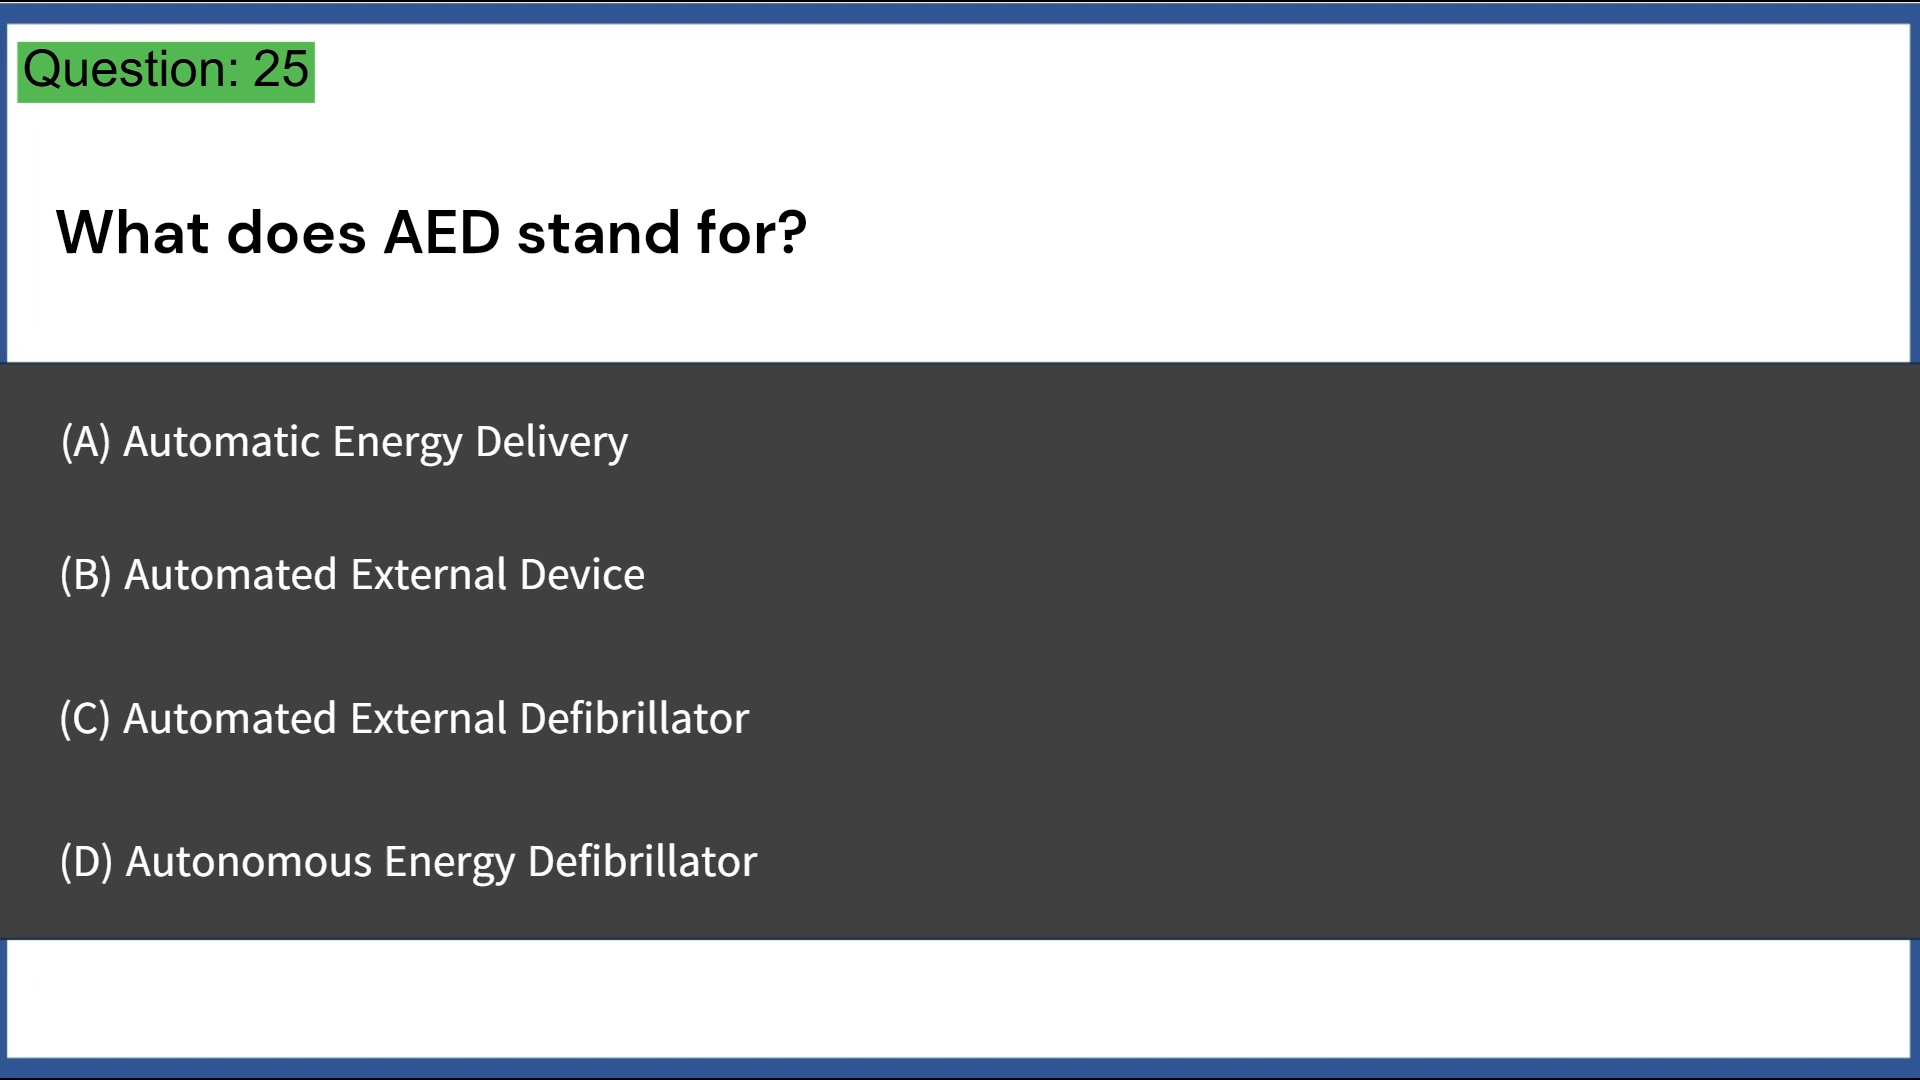 Question: 25
What does AED stand for?
(A) Automatic Energy Delivery
(B) Automated External Device
(C) Automated External Defibrillator
(D) Autonomous Energy Defibrillator